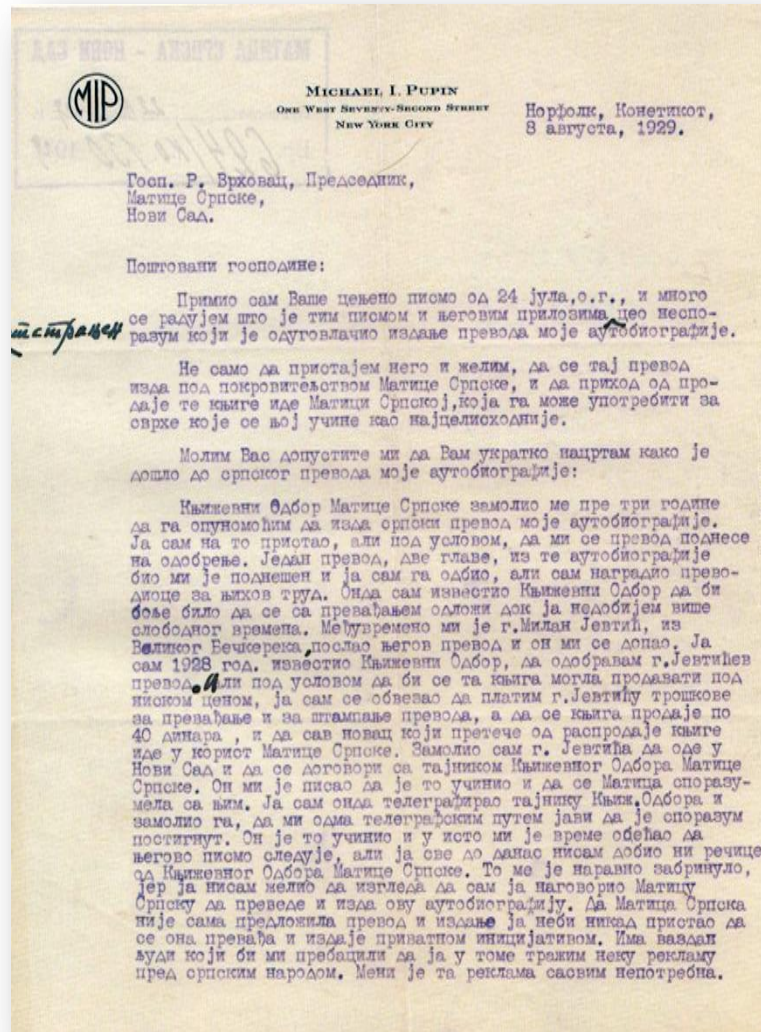 МАТИЦА СРПСКА - НОВИ САД
MIP
MICHAEL I. PUPIN
ONE WEST SEVENTY-SECOND STREET
NEW YORK CITY
Норфолк, Конетикот,
8 августа, 1929.
Госп. Р. Врховац, Председник,
Матице Српске,
Нови Сад.
Поштовани господине:
Примио сам Ваше цењено писмо од 24 јула,о.г., и много
се радујем што је тим писмом и његовим прилозима цео неспо-
разум који је одуговлачио издање превода моје аутобиографије.
Не само да пристајем него и желим, да се тај превод
изда под покровитељством Матице Српске, и да приход од про-
даје те књиге иде Матици Српској,која га може употребити за
сврхе које се њој учине као најцелисходније.
Молим Вас допустите ми да Вам укратко нацртам како је
дошло до српског превода моје аутобиографије:
Књижевни Одбор Матице Српске замолио ме пре три године
да га опуномоћим да изда српски превод моје аутобиографије.
Ја сам на то пристао, али под условом, да ми се превод поднесе
на одобрење. Један превод, две главе, из те аутобиографије
био ми је поднешен и ја сам га одбио, али сам наградио прево-
диоце за њихов труд. Онда сам известио Књижевни Одбор да би
боље било да се са превађањем одложи док ја недобијем више
слободног времена. Међувремено ми је г.Милан Јевтић, из
Великог Бечкерека,послао његов превод и он ми се допао. Ја
сам 1928 год. известио Књижевни Одбор, да одобравам г.Јевтићев
превод.Али под условом да би се та књига могла продавати под
ниском ценом, ја сам се обвезао да платим г.Јевтићу трошкове
за превађање и за штампање превода, а да се књига продаје по
40 динара , и да сав новац који претече од распродаје књиге
иде у корист Матице Српске. Замолио сам г. Јевтића да оде у
Нови Сад и да се договори са тајником Књижевног Одбора Матице
Српске. Он ми је писао да је то учинио и да се Матица споразу-
мела са њим. Ја сам онда телеграфирао тајнику Књиж.Одбора и
замолио га, да ми одма телеграфским путем јави да је споразум
постигнут. Он је то учинио и у исто ми је време обећао да
његово писмо следује, али ја све до данас нисам добио ни речице
од Књижевног Одбора Матице Српске. То ме је наравно забринуло,
јер ја нисам желио да изгледа да сам ја наговорио Матицу
Српску да преведе и изда ову аутобиографију. Да Матица Српска
није сама предложила превод и издање ја неби никад пристао да
се она превађа и издаје приватном иницијативом. Има ваздан
људи који би ми пребацили да ја у томе тражим неку рекламу
пред српским народом. Мени је та реклама сасвим непотребна.